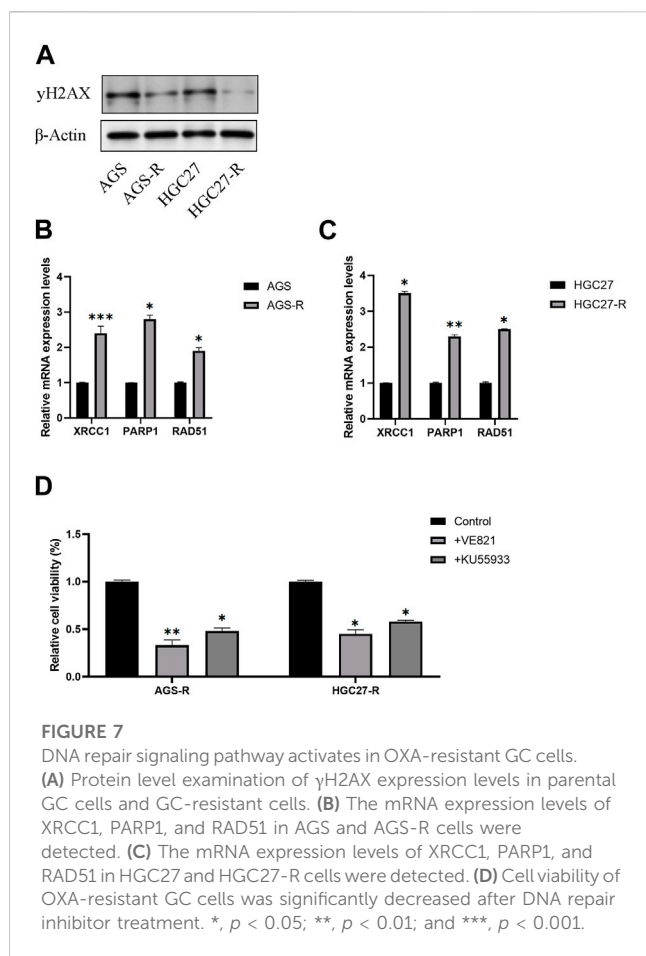 A
yH2AX
β-Actin
AGS
AGS-R
HGC27
HGC27-R
B
Relative mRNA expression levels
4
3
2
1
0
***
*
*
XRCC1
PARP1
RAD51
AGS
AGS-R
C
Relative mRNA expression levels
4
3
2
1
0
*
**
*
XRCC1
PARP1
RAD51
HGC27
HGC27-R
D
Relative cell viability (%)
1.5
1.0
0.5
0.0
**
*
*
*
AGS-R
HGC27-R
Control
+VE821
+KU55933
FIGURE 7
DNA repair signaling pathway activates in OXA-resistant GC cells.
(A) Protein level examination of γH2AX expression levels in parental
GC cells and GC-resistant cells. (B) The mRNA expression levels of
XRCC1, PARP1, and RAD51 in AGS and AGS-R cells were
detected. (C) The mRNA expression levels of XRCC1, PARP1, and
RAD51 in HGC27 and HGC27-R cells were detected. (D) Cell viability of
OXA-resistant GC cells was significantly decreased after DNA repair
inhibitor treatment. *, p < 0.05; **, p < 0.01; and ***, p < 0.001.